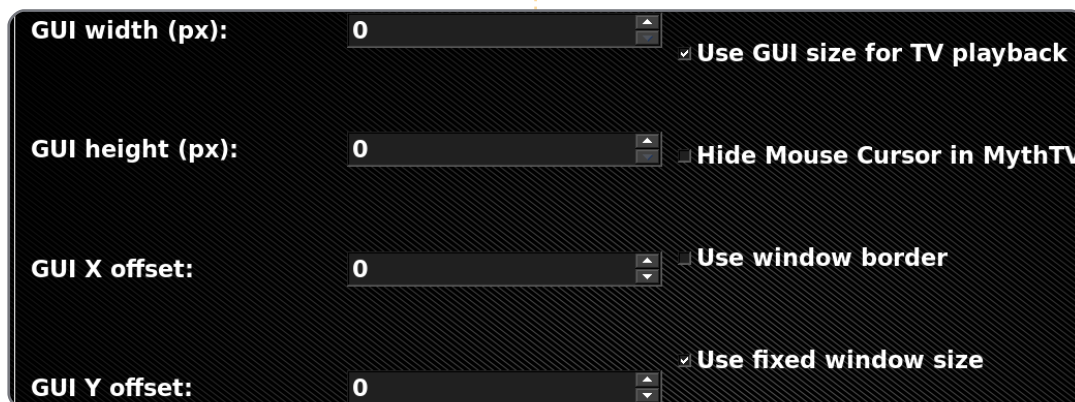 GUI width (px): 0
Use GUI size for TV playback
GUI height (px): 0
Hide Mouse Cursor in MythTV
GUI X offset: 0
Use window border
Use fixed window size
GUI Y offset: 0